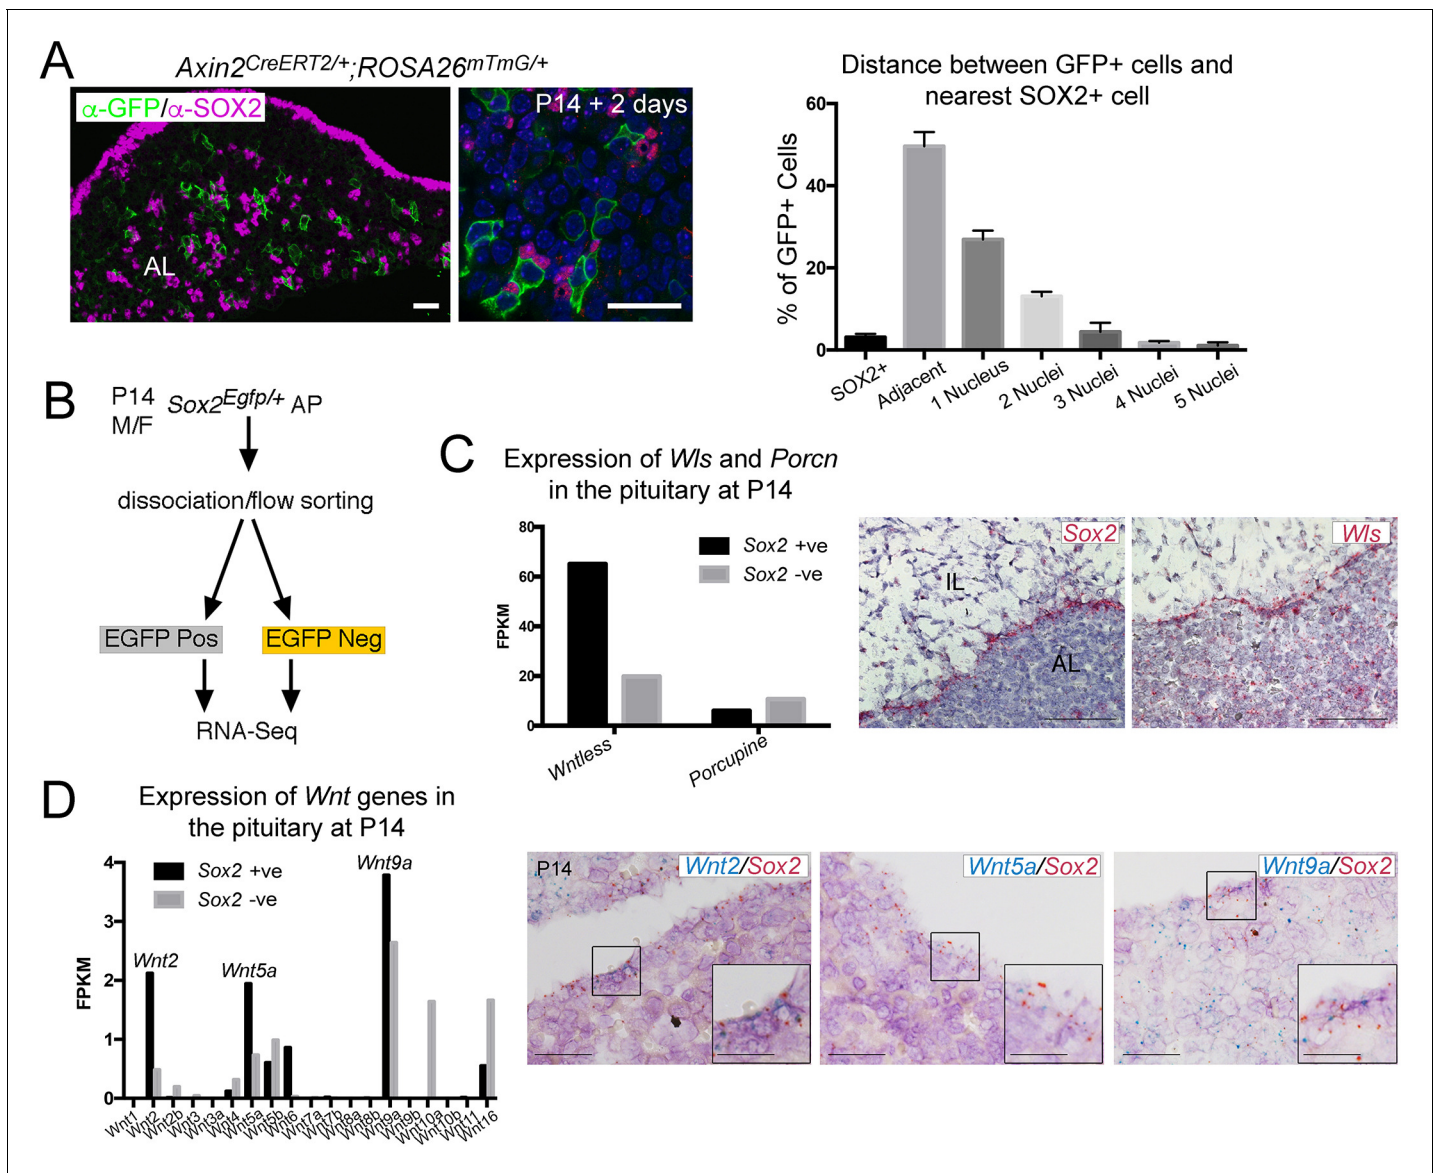 A
Axin2CreERT2/+;ROSA26mTmG/+
α-GFP/α-SOX2
AL
P14 + 2 days
Distance between GFP+ cells and
nearest SOX2+ cell
% of GFP+ Cells
60
40
20
0
SOX2+
Adjacent
1 Nucleus
2 Nuclei
3 Nuclei
4 Nuclei
5 Nuclei
B
P14
M/F
Sox2Egfp/+ AP
dissociation/flow sorting
EGFP Pos
EGFP Neg
RNA-Seq
C
Expression of Wls and Porcn
in the pituitary at P14
FPKM
80
60
40
20
0
Sox2 +ve
Sox2 -ve
Wntless
Porcupine
Sox2
IL
AL
Wls
D
Expression of Wnt genes in
the pituitary at P14
FPKM
4
3
2
1
0
Sox2 +ve
Sox2 -ve
Wnt2
Wnt5a
Wnt9a
Wnt1
Wnt2
Wnt2b
Wnt3
Wnt3a
Wnt4
Wnt5a
Wnt5b
Wnt6
Wnt7a
Wnt7b
Wnt8a
Wnt8b
Wnt9a
Wnt9b
Wnt10a
Wnt10b
Wnt11
Wnt16
P14
Wnt2/Sox2
Wnt5a/Sox2
Wnt9a/Sox2